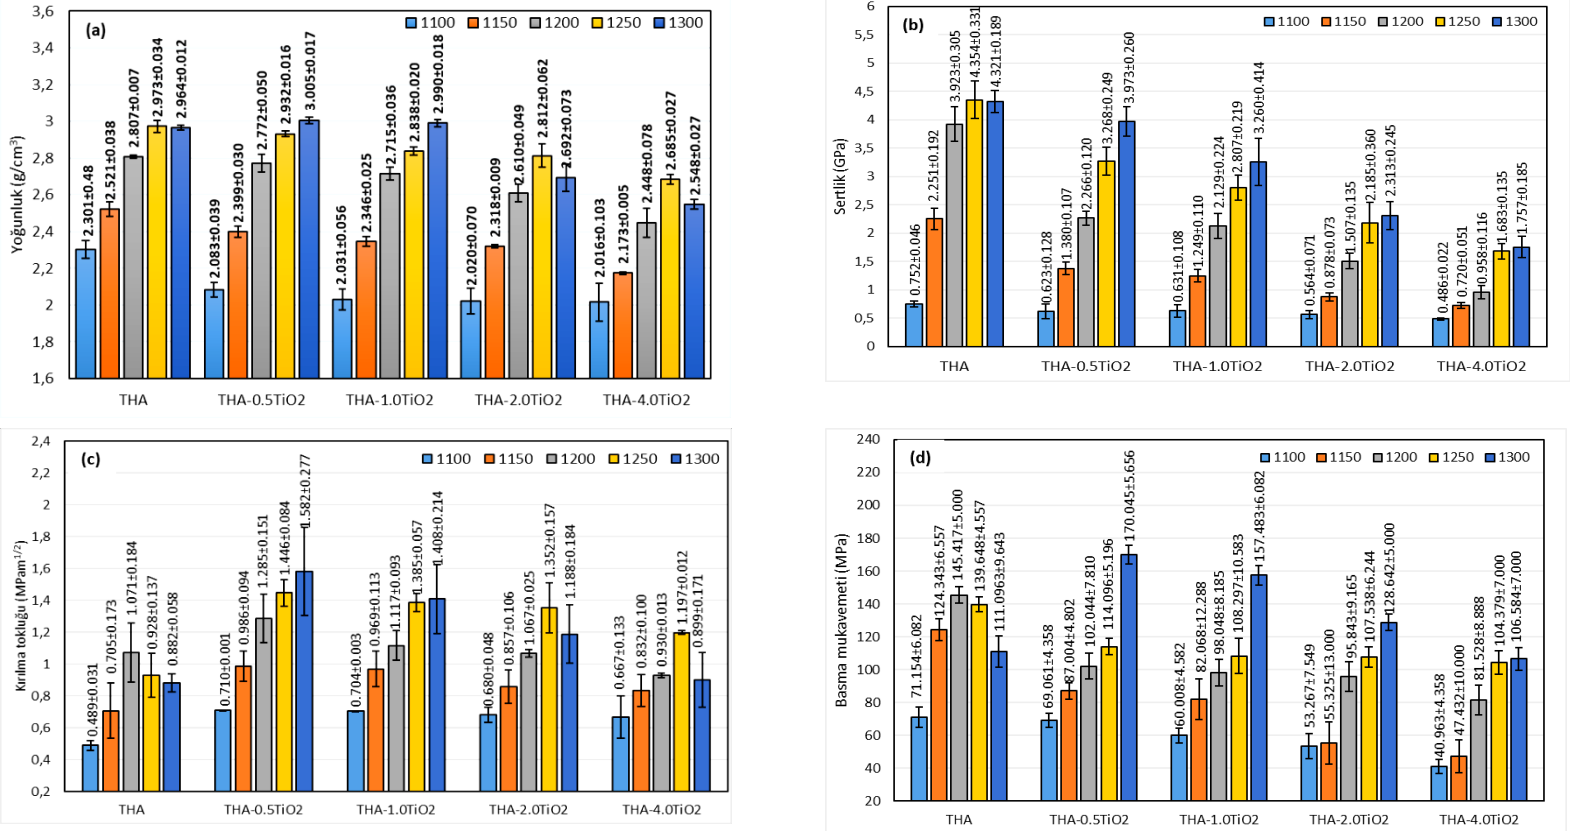 (a)
1100 1150 1200 1250 1300
Yoğunluk (g/cm³)
3,6
3,4
3,2
3
2,8
2,6
2,4
2,2
2
1,8
1,6
2.301±0.48 2.521±0.038 2.807±0.007 2.973±0.034 2.964±0.012
2.083±0.039 2.399±0.030 2.772±0.050 2.932±0.016 3.005±0.017
2.031±0.056 2.346±0.025 2.715±0.036 2.838±0.020 2.990±0.018
2.020±0.070 2.318±0.009 2.610±0.049 2.812±0.062 2.692±0.073
2.016±0.103 2.173±0.005 2.448±0.078 2.685±0.027 2.548±0.027
THA THA-0.5TiO2 THA-1.0TiO2 THA-2.0TiO2 THA-4.0TiO2
(b)
1100 1150 1200 1250 1300
Sertlik (GPa)
6
5,5
5
4,5
4
3,5
3
2,5
2
1,5
1
0,5
0
0.752±0.046 2.251±0.192 3.923±0.305 4.354±0.331 4.321±0.189
0.623±0.128 1.380±0.107 2.266±0.120 3.268±0.249 3.973±0.260
0.631±0.108 1.249±0.110 2.129±0.224 2.807±0.219 3.260±0.414
0.564±0.071 0.878±0.073 1.507±0.135 2.185±0.360 2.313±0.245
0.486±0.022 0.720±0.051 0.958±0.116 1.683±0.135 1.757±0.185
THA THA-0.5TiO2 THA-1.0TiO2 THA-2.0TiO2 THA-4.0TiO2
(c)
1100 1150 1200 1250 1300
Kırılma tokluğu (MPam1/2)
2,4
2,2
2
1,8
1,6
1,4
1,2
1
0,8
0,6
0,4
0,2
0.489±0.031 0.705±0.173 1.071±0.184 0.928±0.137 0.882±0.058
0.710±0.001 0.986±0.094 1.285±0.151 1.446±0.084 1.582±0.277
0.704±0.003 0.969±0.113 1.117±0.093 1.385±0.057 1.408±0.214
0.680±0.048 0.857±0.106 1.067±0.025 1.352±0.157 1.188±0.184
0.667±0.133 0.832±0.100 0.930±0.013 1.197±0.012 0.899±0.171
THA THA-0.5TiO2 THA-1.0TiO2 THA-2.0TiO2 THA-4.0TiO2
(d)
1100 1150 1200 1250 1300
Basma mukavemeti (MPa)
240
220
200
180
160
140
120
100
80
60
40
20
71.154±6.082 124.343±6.557 145.417±5.000 139.648±4.557 111.0963±9.643
69.061±4.358 87.004±4.802 102.044±7.810 114.096±5.196 170.045±5.656
60.008±4.582 82.068±12.288 98.048±8.185 108.297±10.583 157.483±6.082
53.267±7.549 55.325±13.000 95.843±9.165 107.538±6.244 128.642±5.000
40.963±4.358 47.432±10.000 81.528±8.888 104.379±7.000 106.584±7.000
THA THA-0.5TiO2 THA-1.0TiO2 THA-2.0TiO2 THA-4.0TiO2